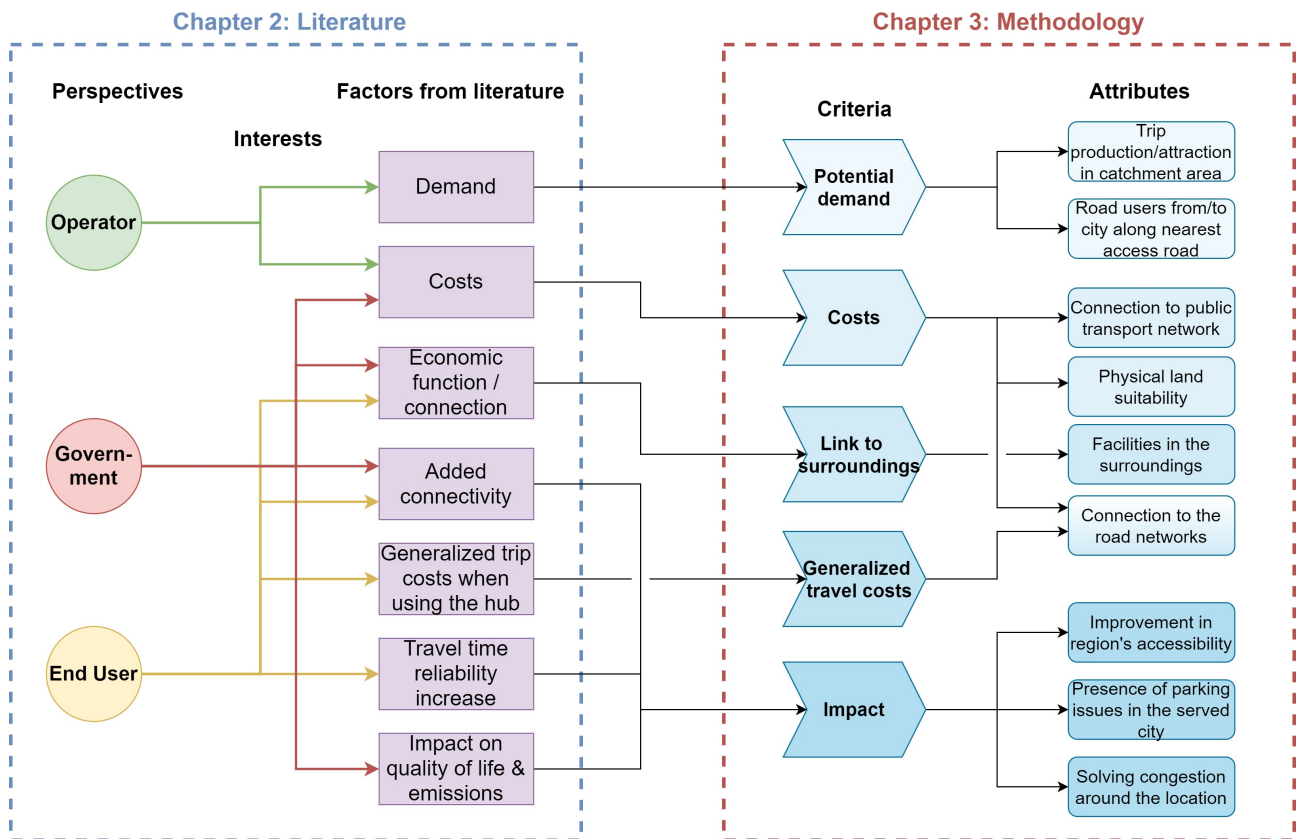 Chapter 2: Literature
Chapter 3: Methodology
Perspectives
Interests
Factors from literature
Criteria
Attributes
Operator
Govern-
ment
End User
Demand
Costs
Economic
function /
connection
Added
connectivity
Generalized trip
costs when
using the hub
Travel time
reliability
increase
Impact on
quality of life &
emissions
Potential
demand
Costs
Link to
surroundings
Generalized
travel costs
Impact
Trip
production/attraction
in catchment area
Road users from/to
city along nearest
access road
Connection to public
transport network
Physical land
suitability
Facilities in the
surroundings
Connection to the
road networks
Improvement in
region's accessibility
Presence of parking
issues in the served
city
Solving congestion
around the location